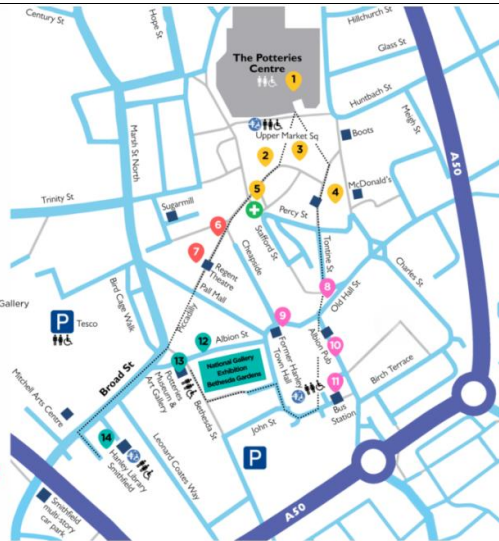 Century St
Hope St
Hillchurch St
Glass St
The Potteries
Centre
1
Huntbach St
Meigh St
A50
Upper Market Sq
Boots
Marsh St North
2
3
Trinity St
Sugarmill
5
4
McDonald's
6
Percy St
Stafford St
Tontine St
Cheapside
7
Regent
Theatre
Pall Mall
Charles St
Bird Cage Walk
8
Old Hall St
Gallery
P
Tesco
Piccadilly
9
12
Albion St
Former Hanley
Town Hall
Albion Pub
10
13
National Gallery
Exhibition
Bethesda Gardens
Broad St
Potteries
Museum &
Art Gallery
11
Birch Terrace
Mitchell Arts Centre
Bethesda St
Bus
Station
John St
14
Hanley Library
Smithfield
Leonard Coates Way
P
Smithfield
multi-story
car park
A50